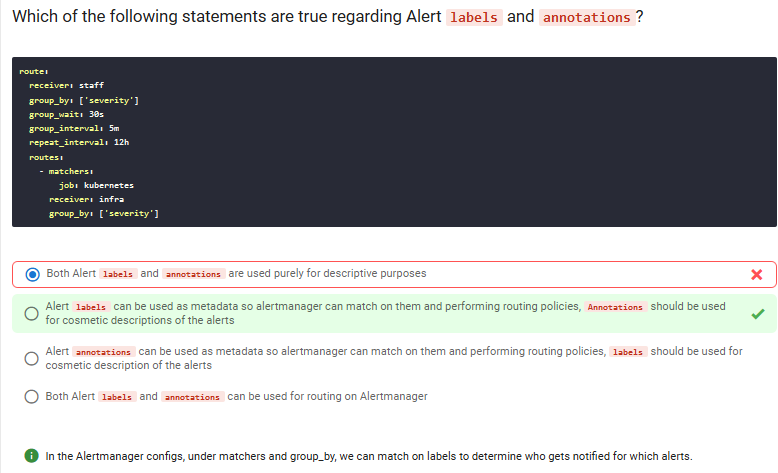 Which of the following statements are true regarding Alert labels and annotations?
route:
receiver: staff
group_by: ['severity']
group_wait: 30s
group_interval: 5m
repeat_interval: 12h
routes:
- matchers:
job: kubernetes
receiver: infra
group_by: ['severity']
Both Alert labels and annotations are used purely for descriptive purposes
Alert labels can be used as metadata so alertmanager can match on them and performing routing policies, Annotations should be used
for cosmetic descriptions of the alerts
Alert annotations can be used as metadata so alertmanager can match on them and performing routing policies, labels should be used for
cosmetic description of the alerts
Both Alert labels and annotations can be used for routing on Alertmanager
In the Alertmanager configs, under matchers and group_by, we can match on labels to determine who gets notified for which alerts.